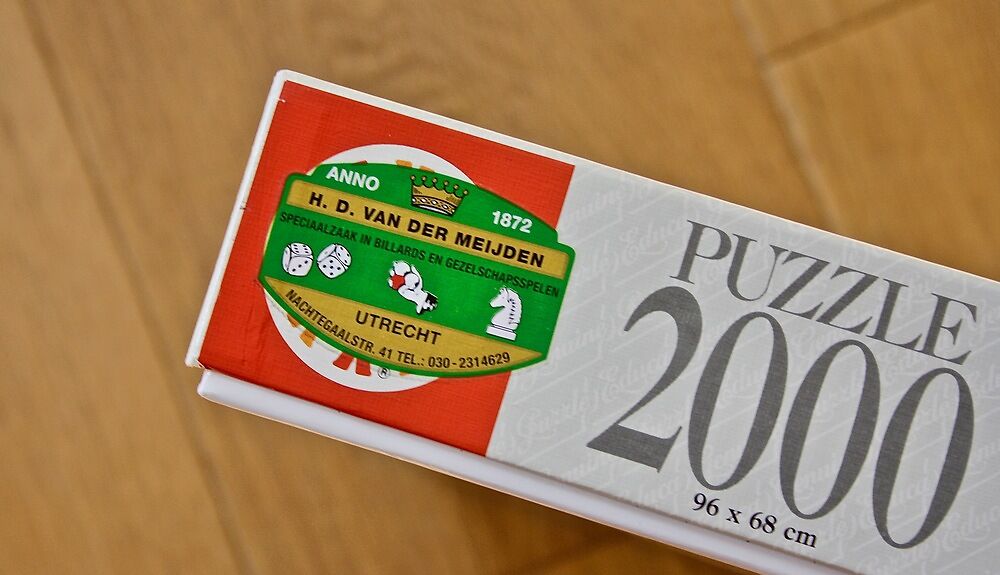 ANNO
1872
H. D. VAN DER MEIJDEN
SPECIAALZAAK IN BILLARDS EN GEZELSCHAPSSPELEN
UTRECHT
NACHTEGAALSTR. 41 TEL.: 030-2314629
®
PUZZLE
2000
96 x 68 cm